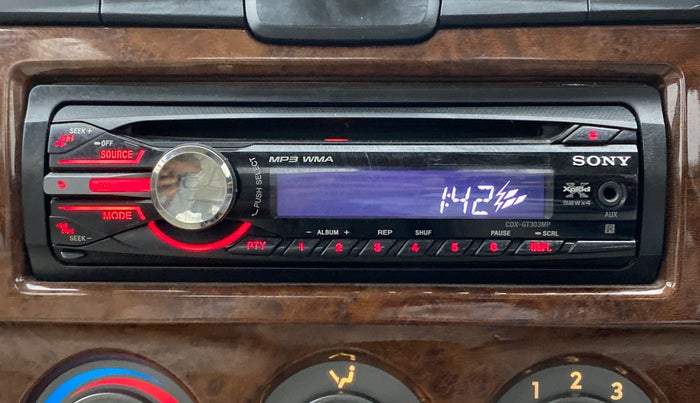 SEEK +
OFF
SOURCE
MP3 WMA
SONY
PUSH SELECT
1:42
Xplod
52W×4
AUX
CDX-GT303MP
MODE
SEEK -
- ALBUM +
REP
SHUF
PAUSE
SCRL
PTY
1 2 3 4 5 6
1 2 3